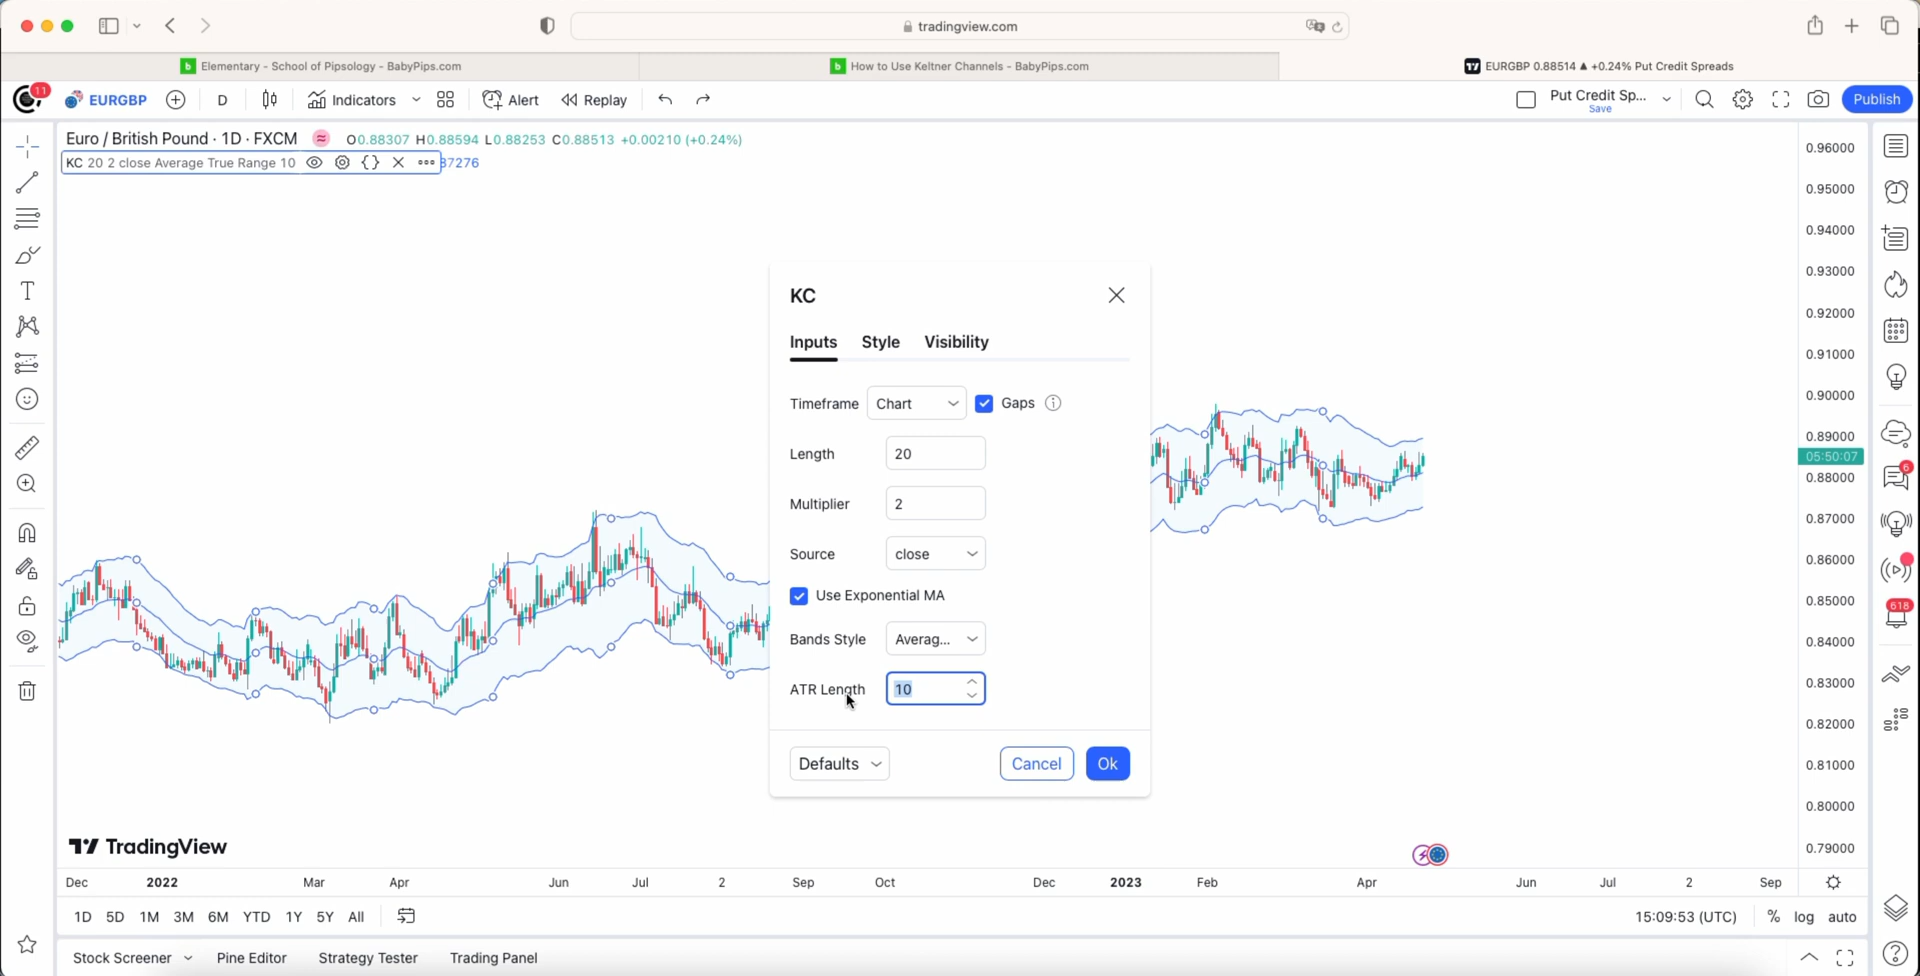 tradingview.com
Elementary - School of Pipsology - BabyPips.com
How to Use Keltner Channels - BabyPips.com
EURGBP 0.88514 ▲ +0.24% Put Credit Spreads
11
EURGBP
D
Indicators
Alert
Replay
Put Credit Sp...
Save
Publish
Euro / British Pound · 1D · FXCM
O0.88307 H0.88594 L0.88253 C0.88513 +0.00210 (+0.24%)
KC 20 2 close Average True Range 10
87276
0.96000
0.95000
0.94000
0.93000
0.92000
0.91000
0.90000
0.89000
05:50:07
0.88000
0.87000
0.86000
0.85000
0.84000
0.83000
0.82000
0.81000
0.80000
0.79000
6
618
KC
Inputs Style Visibility
Timeframe Chart Gaps
Length 20
Multiplier 2
Source close
Use Exponential MA
Bands Style Averag...
ATR Length 10
Defaults Cancel Ok
TradingView
Dec 2022 Mar Apr Jun Jul 2 Sep Oct Dec 2023 Feb Apr Jun Jul 2 Sep
1D 5D 1M 3M 6M YTD 1Y 5Y All
15:09:53 (UTC) % log auto
Stock Screener Pine Editor Strategy Tester Trading Panel